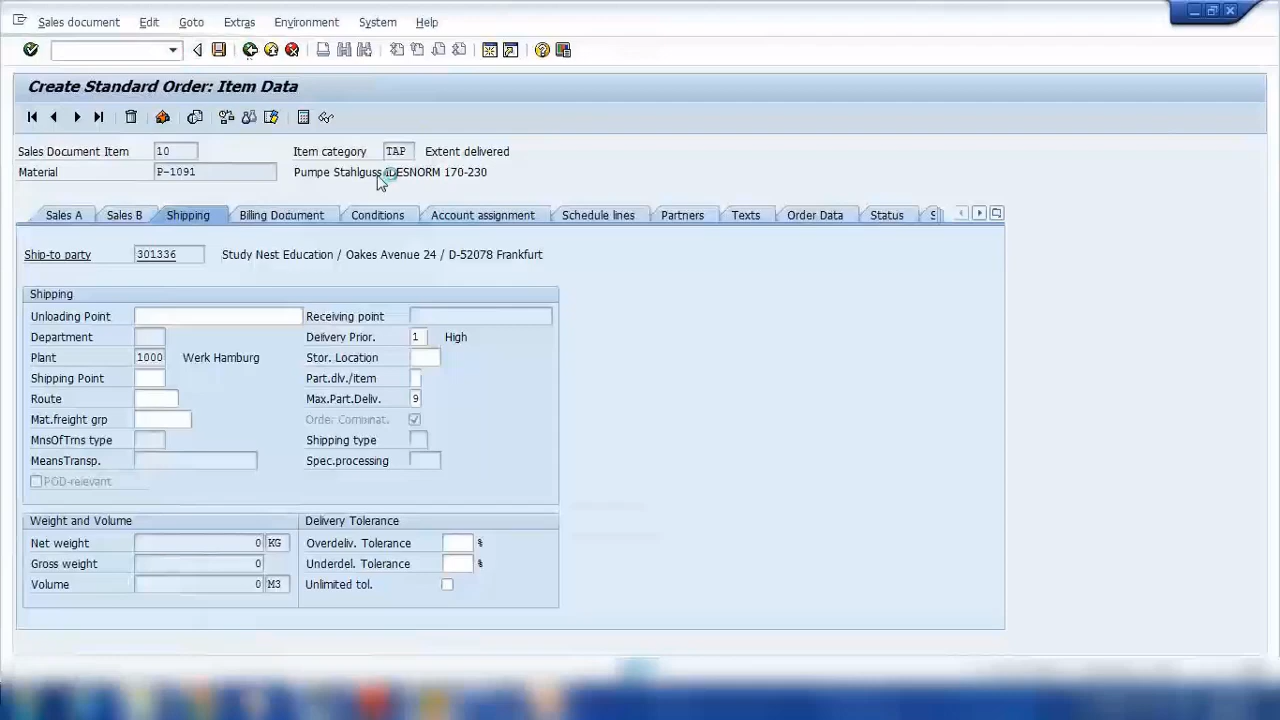 Sales document Edit Goto Extras Environment System Help
Create Standard Order: Item Data
Sales Document Item 10 Item category TAP Extent delivered
Material P-1091 Pumpe Stahlguss IDESNORM 170-230
Sales A Sales B Shipping Billing Document Conditions Account assignment Schedule lines Partners Texts Order Data Status S
Ship-to party 301336 Study Nest Education / Oakes Avenue 24 / D-52078 Frankfurt
Shipping
Unloading Point Receiving point
Department Delivery Prior. 1 High
Plant 1000 Werk Hamburg Stor. Location
Shipping Point Part.dlv./item
Route Max.Part.Deliv. 9
Mat.freight grp Order Combinat.
MnsOfTrns type Shipping type
MeansTransp. Spec.processing
POD-relevant
Weight and Volume Delivery Tolerance
Net weight 0 KG Overdeliv. Tolerance %
Gross weight 0 Underdel. Tolerance %
Volume 0 M3 Unlimited tol.